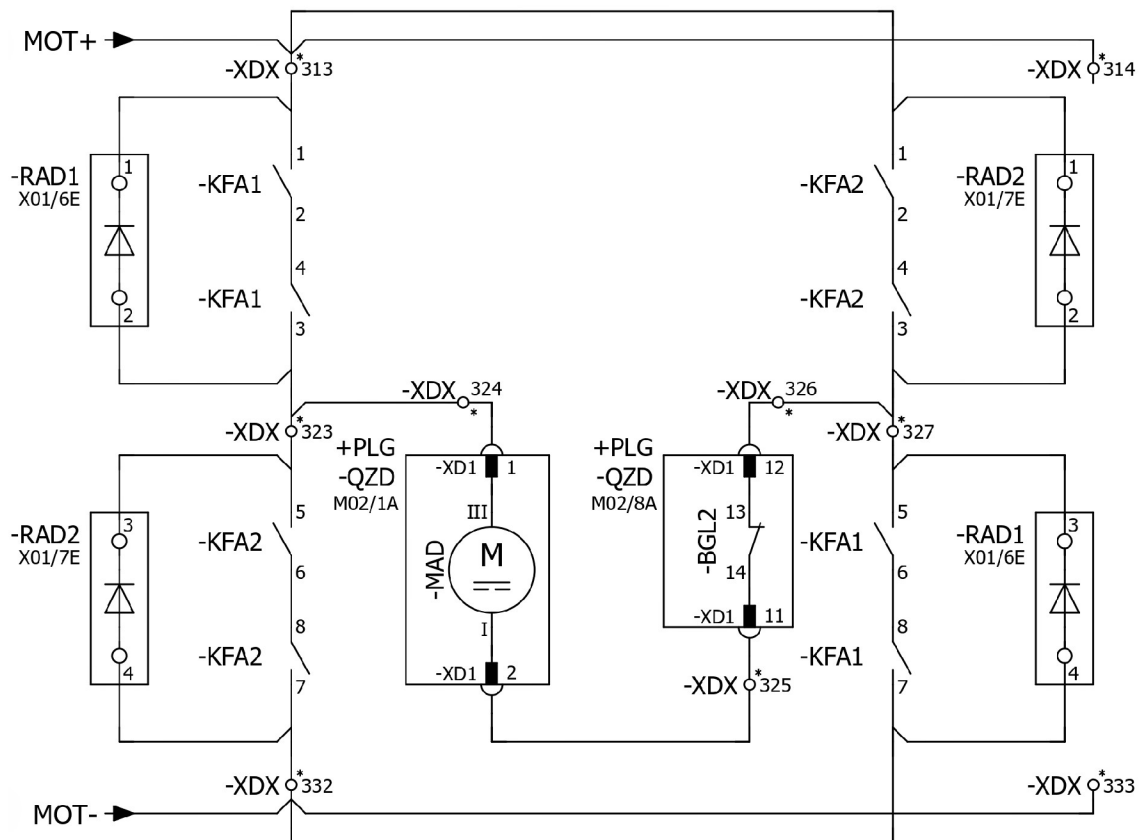 MOT+
-XDX
*
313
-XDX
*
314
1
-RAD1
X01/6E
2
1
-KFA1
2
4
-KFA1
3
1
-KFA2
2
4
-KFA2
3
-RAD2
X01/7E
1
2
-XDX
324
*
-XDX
326
*
-XDX
*
323
-XDX
*
327
+PLG
-QZD
M02/1A
-XD1
1
III
-MAD
M
I
-XD1
2
+PLG
-QZD
M02/8A
-XD1
12
13
-BGL2
14
-XD1
11
-RAD2
X01/7E
3
4
5
-KFA2
6
8
-KFA2
7
5
-KFA1
6
8
-KFA1
7
-RAD1
X01/6E
3
4
-XDX
*
325
-XDX
*
332
-XDX
*
333
MOT-